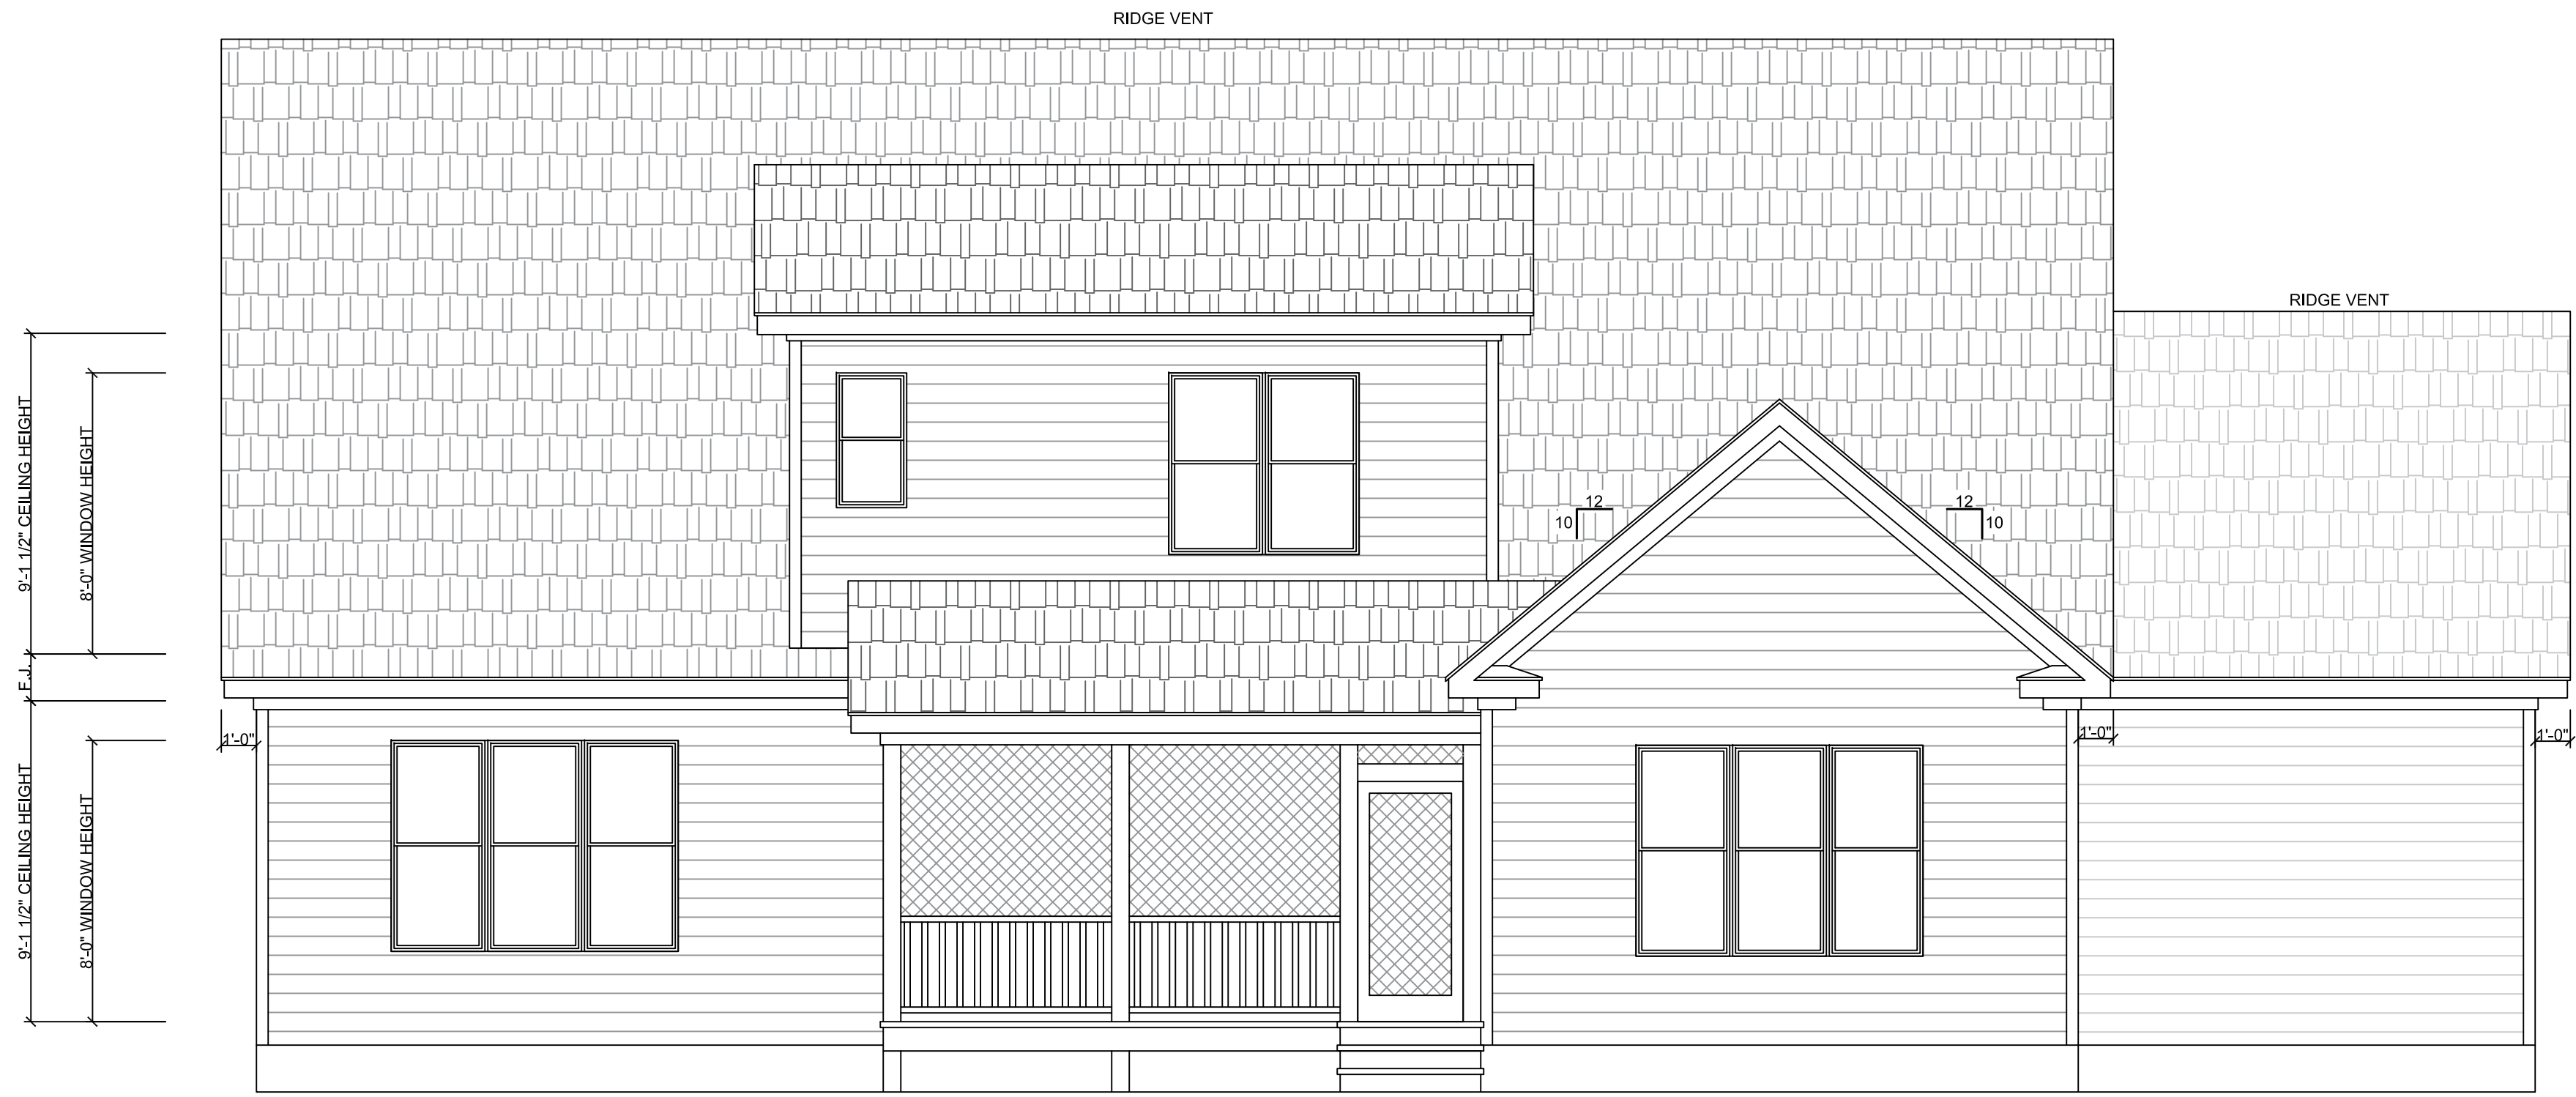 RIDGE VENT
RIDGE VENT
9'-1 1/2" CEILING HEIGHT
8'-0" WINDOW HEIGHT
12
10
12
10
F.J.
1'-0"
1'-0"
1'-0"
9'-1 1/2" CEILING HEIGHT
8'-0" WINDOW HEIGHT